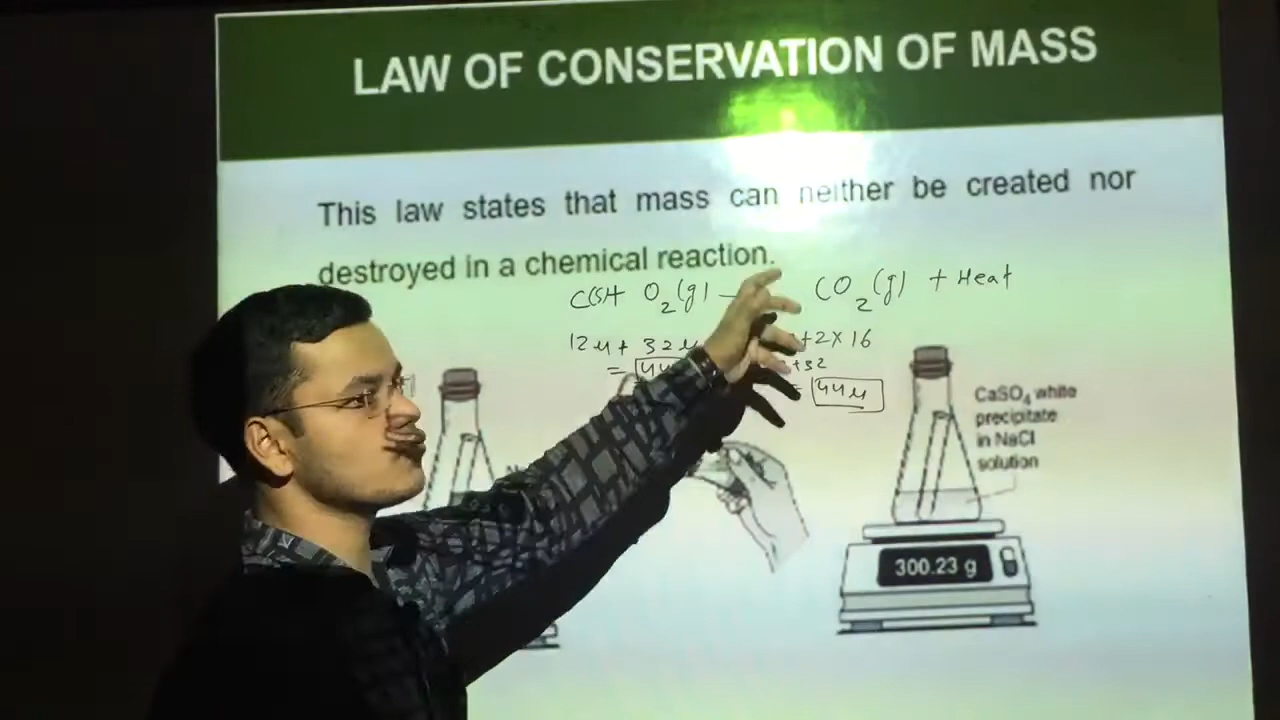 LAW OF CONSERVATION OF MASS
This law states that mass can neither be created nor
destroyed in a chemical reaction.
C(S)+ O2(g) CO2(g) + Heat
12u + 32u +2×16
= 44 +32
= 44u
CaSO4 white
precipitate
in NaCl
solution
300.23 g